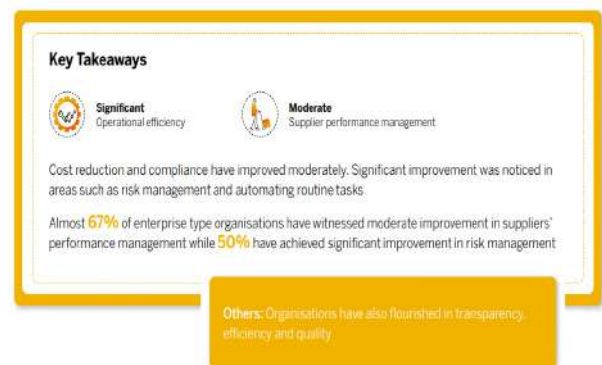 Key Takeaways
Significant
Operational efficiency
Moderate
Supplier performance management
Cost reduction and compliance have improved moderately. Significant improvement was noticed in
areas such as risk management and automating routine tasks
Almost 67% of enterprise type organisations have witnessed moderate improvement in suppliers'
performance management while 50% have achieved significant improvement in risk management
Others: Organisations have also flourished in transparency,
efficiency and quality